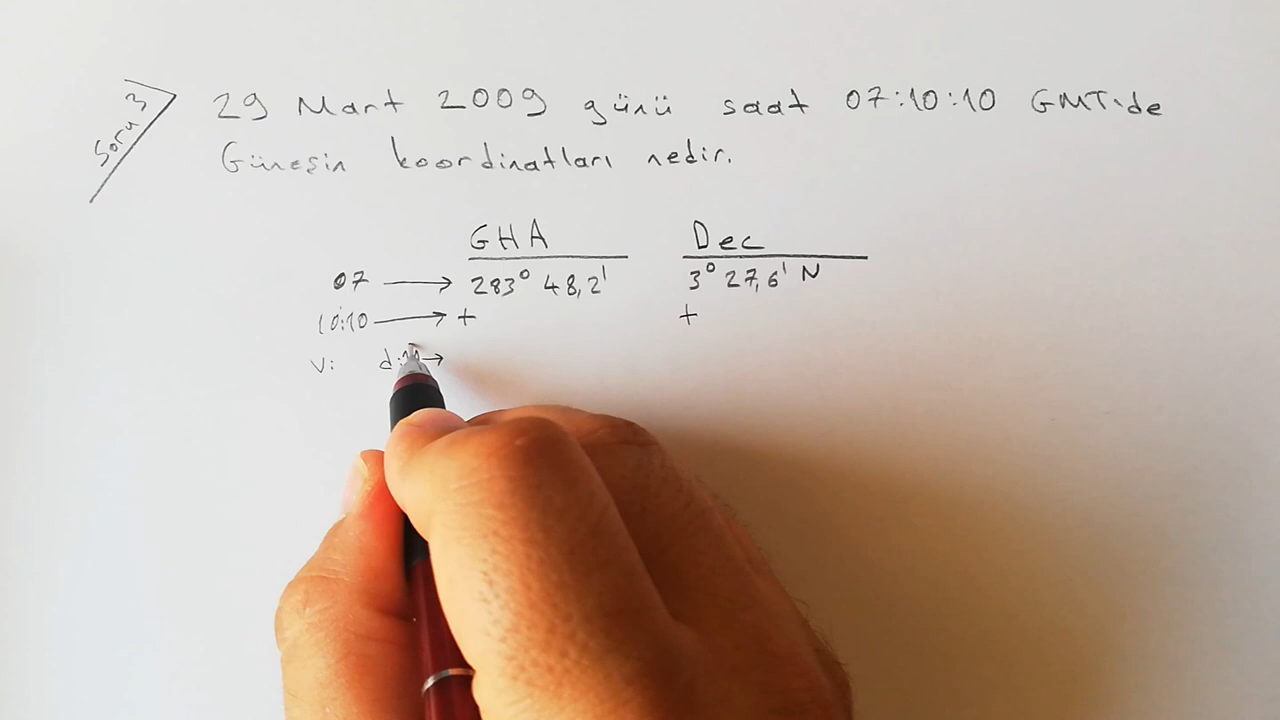 Soru 3
29 Mart 2009 günü saat 07:10:10 GMT'de
Güneşin koordinatları nedir.
GHA Dec
07 → 283° 48,2' 3° 27,6' N
10:10 → + +
V: d: →